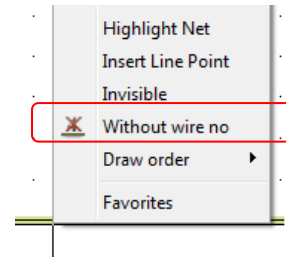 Highlight Net
Insert Line Point
Invisible
Without wire no
Draw order
Favorites